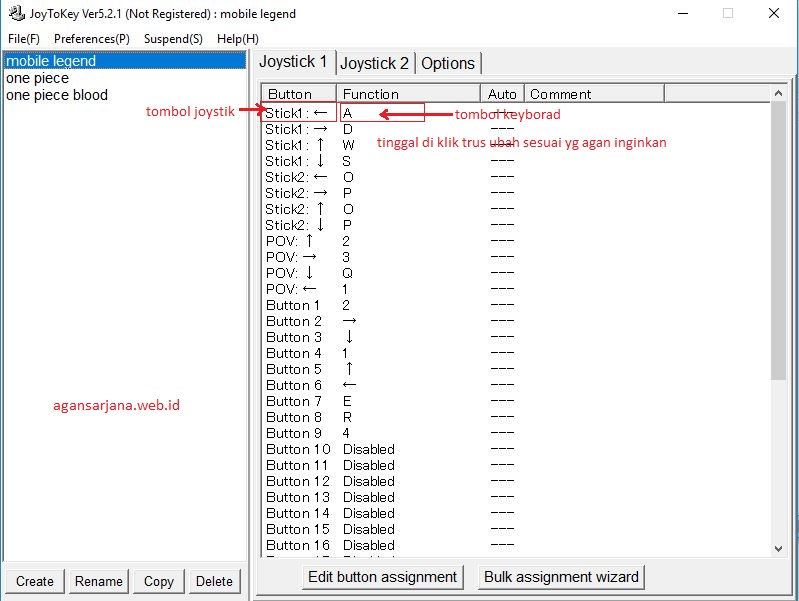 JoyToKey Ver5.2.1 (Not Registered) : mobile legend
File(F) Preferences(P) Suspend(S) Help(H)
mobile legend
one piece
one piece blood
tombol joystik
agansarjana.web.id
Create Rename Copy Delete
Joystick 1 Joystick 2 Options
Button Function Auto Comment
Stick1: ← A ---
tombol keyborad
Stick1: → D ---
Stick1: ↑ W ---
tinggal di klik trus ubah sesuai yg agan inginkan
Stick1: ↓ S ---
Stick2: ← O ---
Stick2: → P ---
Stick2: ↑ O ---
Stick2: ↓ P ---
POV: ↑ 2 ---
POV: → 3 ---
POV: ↓ Q ---
POV: ← 1 ---
Button 1 2 ---
Button 2 → ---
Button 3 ↓ ---
Button 4 1 ---
Button 5 ↑ ---
Button 6 ← ---
Button 7 E ---
Button 8 R ---
Button 9 4 ---
Button 10 Disabled ---
Button 11 Disabled ---
Button 12 Disabled ---
Button 13 Disabled ---
Button 14 Disabled ---
Button 15 Disabled ---
Button 16 Disabled ---
Edit button assignment Bulk assignment wizard